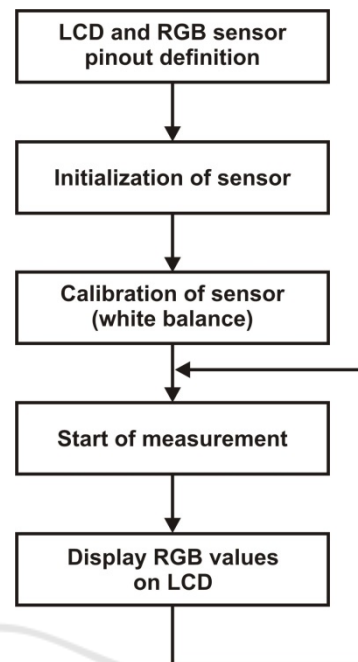 LCD and RGB sensor
pinout definition
Initialization of sensor
Calibration of sensor
(white balance)
Start of measurement
Display RGB values
on LCD